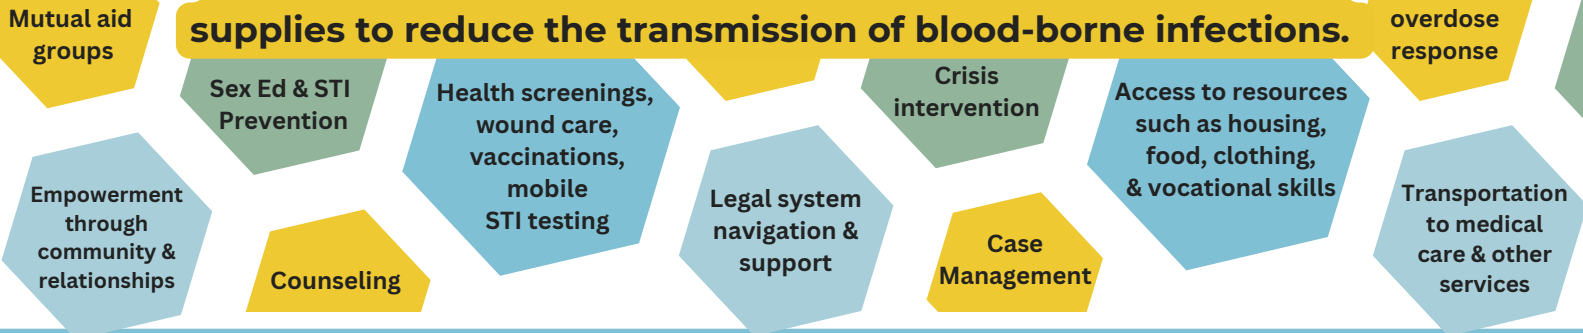 supplies to reduce the transmission of blood-borne infections.
Mutual aid
groups
overdose
response
Sex Ed & STI
Prevention
Health screenings,
wound care,
vaccinations,
mobile
STI testing
Crisis
intervention
Access to resources
such as housing,
food, clothing,
& vocational skills
Empowerment
through
community &
relationships
Counseling
Legal system
navigation &
support
Case
Management
Transportation
to medical
care & other
services